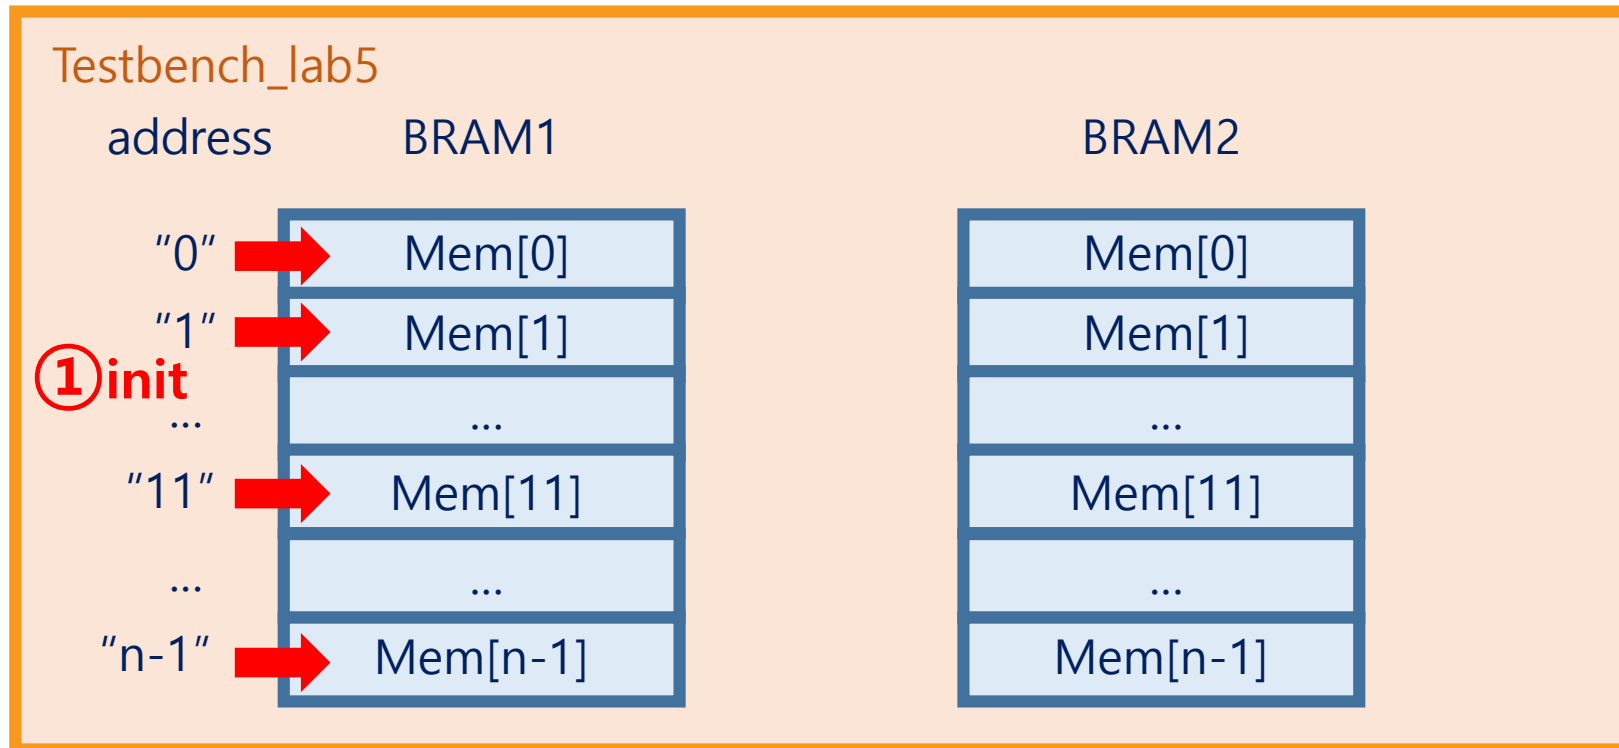 Testbench_lab5
address BRAM1 BRAM2
"0" Mem[0] Mem[0]
"1" Mem[1] Mem[1]
①init
... ... ...
"11" Mem[11] Mem[11]
... ... ...
"n-1" Mem[n-1] Mem[n-1]